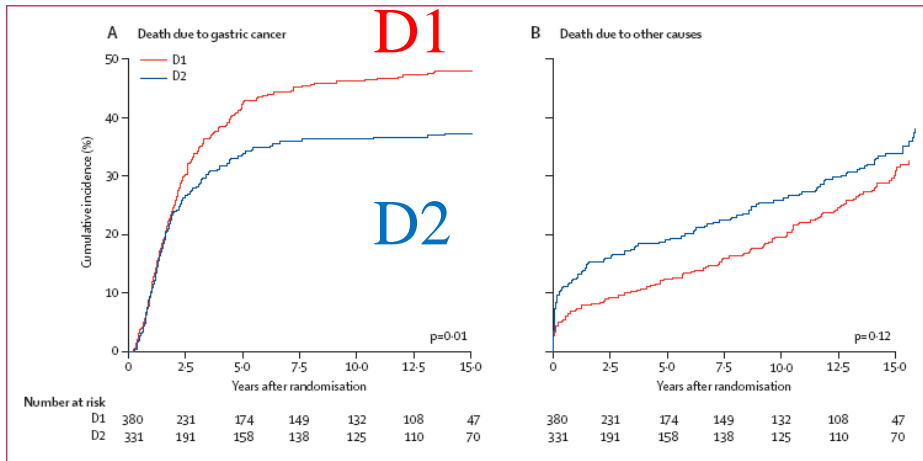 D1
A Death due to gastric cancer
B Death due to other causes
50
40
30
20
10
0
Cumulative incidence (%)
D1
D2
D2
p=0·01
0 2·5 5·0 7·5 10·0 12·5 15·0
Years after randomisation
p=0·12
0 2·5 5·0 7·5 10·0 12·5 15·0
Years after randomisation
Number at risk
D1 380 231 174 149 132 108 47 380 231 174 149 132 108 47
D2 331 191 158 138 125 110 70 331 191 158 138 125 110 70